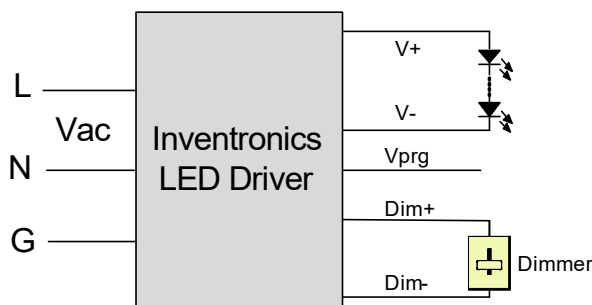 L
Vac
N
G
Inventronics
LED Driver
V+
V-
Vprg
Dim+
Dim-
Dimmer